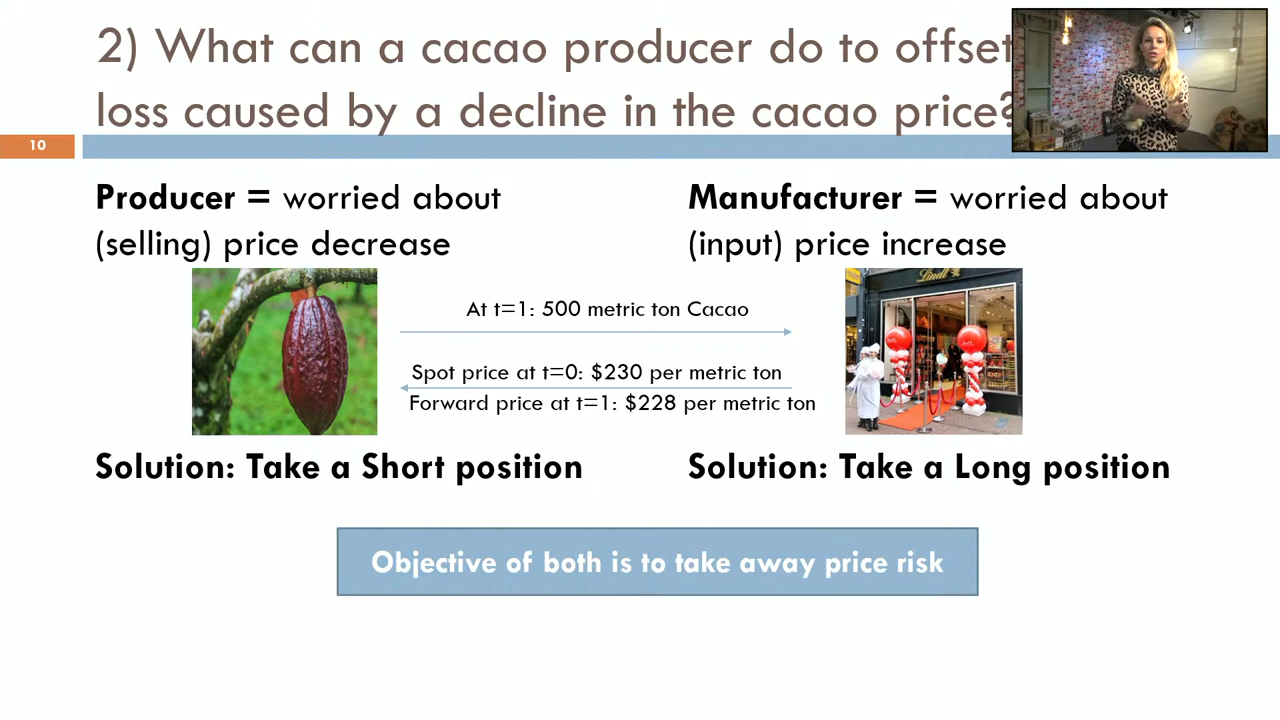 2) What can a cacao producer do to offset
loss caused by a decline in the cacao price?
10
Producer = worried about
(selling) price decrease
Manufacturer = worried about
(input) price increase
Lindt
At t=1: 500 metric ton Cacao
Spot price at t=0: $230 per metric ton
Forward price at t=1: $228 per metric ton
Solution: Take a Short position
Solution: Take a Long position
Objective of both is to take away price risk